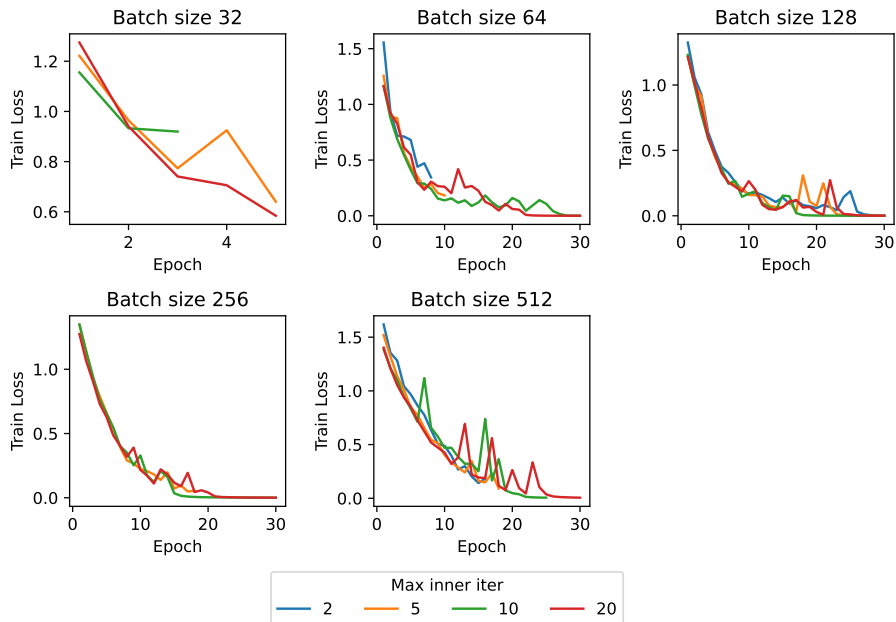 Batch size 32
Train Loss
1.2
1.0
0.8
0.6
2
4
Epoch
Batch size 64
Train Loss
1.5
1.0
0.5
0.0
0
10
20
30
Epoch
Batch size 128
Train Loss
1.0
0.5
0.0
0
10
20
30
Epoch
Batch size 256
Train Loss
1.0
0.5
0.0
0
10
20
30
Epoch
Batch size 512
Train Loss
1.5
1.0
0.5
0.0
0
10
20
30
Epoch
Max inner iter
2
5
10
20